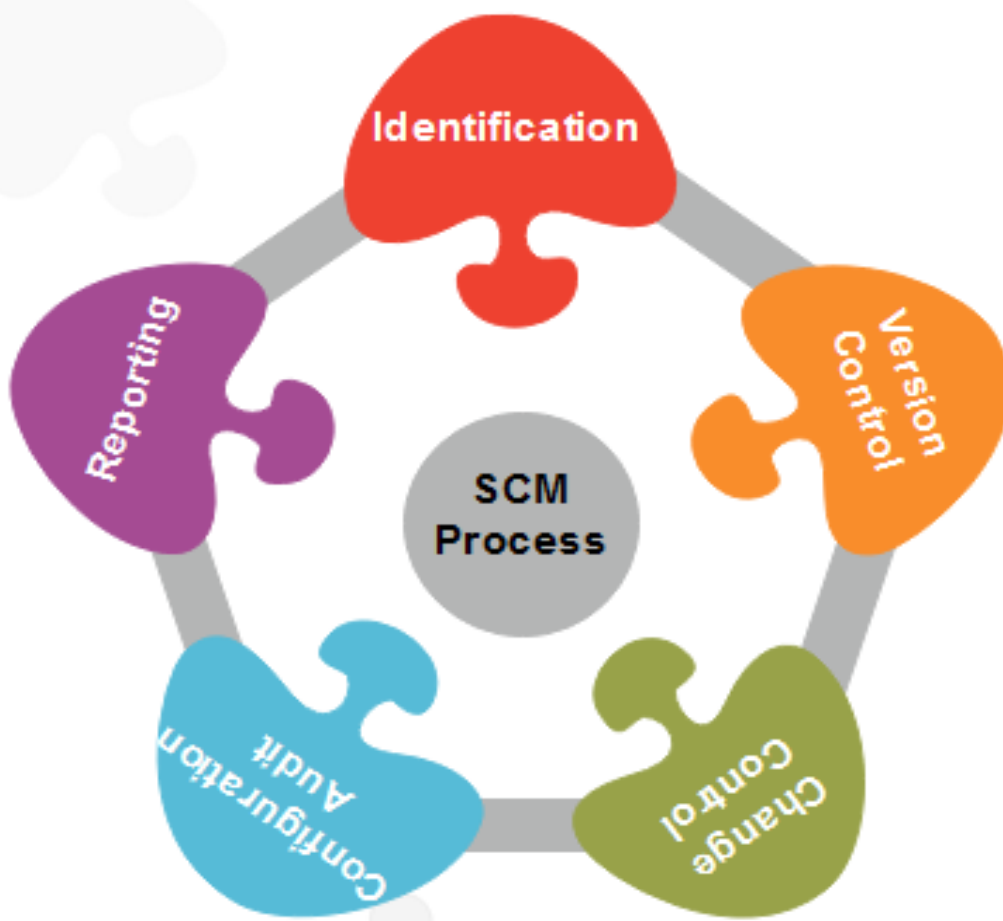 Identification
Version
Control
Change
Control
Configuration
Audit
Reporting
SCM
Process